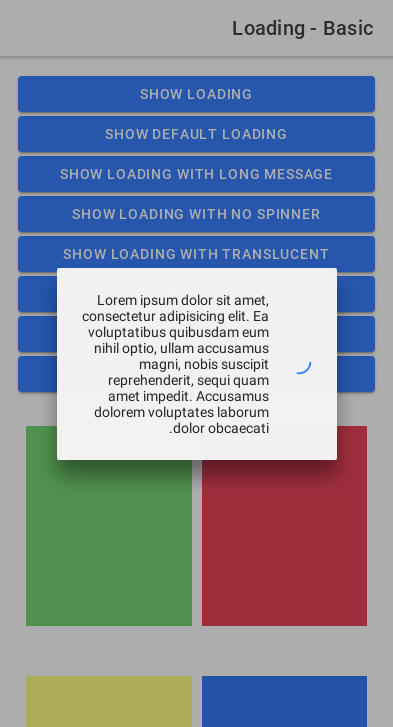 Loading - Basic
SHOW LOADING
SHOW DEFAULT LOADING
SHOW LOADING WITH LONG MESSAGE
SHOW LOADING WITH NO SPINNER
SHOW LOADING WITH TRANSLUCENT
Lorem ipsum dolor sit amet,
consectetur adipisicing elit. Ea
voluptatibus quibusdam eum
nihil optio, ullam accusamus
magni, nobis suscipit
reprehenderit, sequi quam
amet impedit. Accusamus
dolorem voluptates laborum
.dolor obcaecati